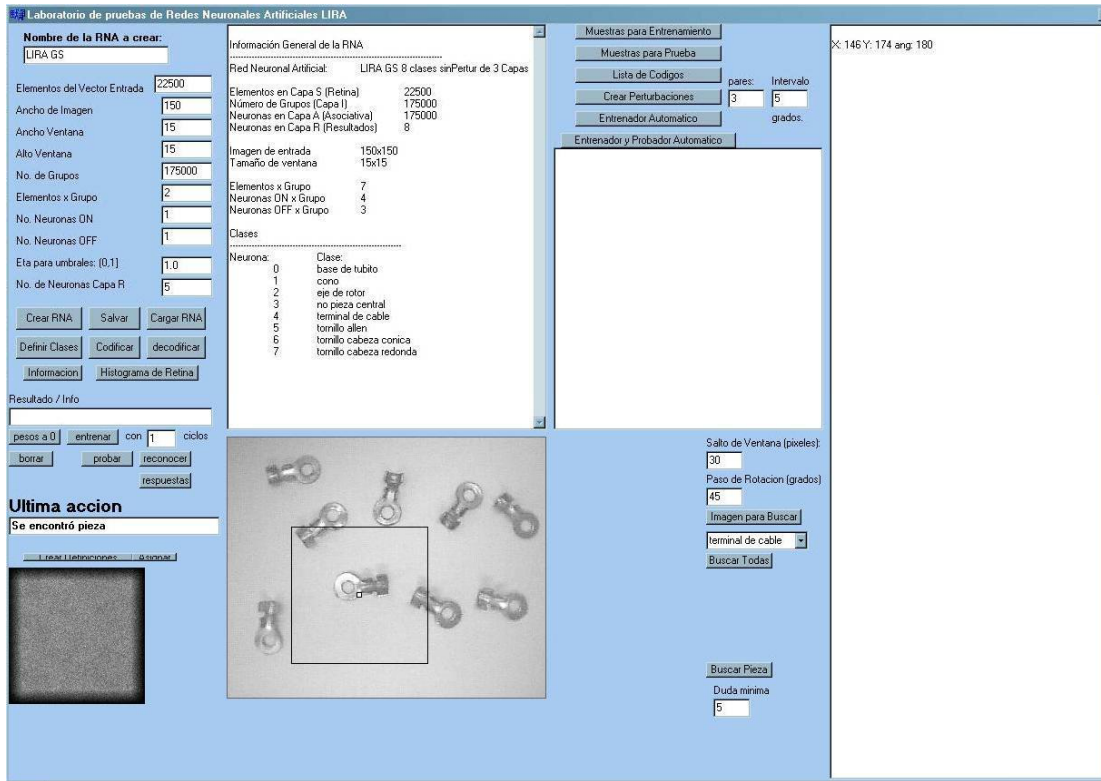 Laboratorio de pruebas de Redes Neuronales Artificiales LIRA
Nombre de la RNA a crear:
LIRA GS
Elementos del Vector Entrada 22500
Ancho de Imagen 150
Ancho Ventana 15
Alto Ventana 15
No. de Grupos 175000
Elementos x Grupo 2
No. Neuronas ON 1
No. Neuronas OFF 1
Eta para umbrales: (0,1] 1.0
No. de Neuronas Capa R 5
Crear RNA Salvar Cargar RNA
Definir Clases Codificar decodificar
Informacion Histograma de Retina
Resultado / Info
pesos a 0 entrenar con 1 ciclos
borrar probar reconocer
respuestas
Ultima accion
Se encontró pieza
Crear Definiciones Asignar
Información General de la RNA
Red Neuronal Artificial: LIRA GS 8 clases sinPertur de 3 Capas
Elementos en Capa S (Retina) 22500
Número de Grupos (Capa I) 175000
Neuronas en Capa A (Asociativa) 175000
Neuronas en Capa R (Resultados) 8
Imagen de entrada 150x150
Tamaño de ventana 15x15
Elementos x Grupo 7
Neuronas ON x Grupo 4
Neuronas OFF x Grupo 3
Clases
Neurona: Clase:
0 base de tubito
1 cono
2 eje de rotor
3 no pieza central
4 terminal de cable
5 tornillo allen
6 tornillo cabeza conica
7 tornillo cabeza redonda
Muestras para Entrenamiento
Muestras para Prueba
Lista de Codigos
Crear Perturbaciones
Entrenador Automatico
pares: Intervalo
3 5
grados.
Entrenador y Probador Automatico
Salto de Ventana (pixeles):
30
Paso de Rotacion (grados)
45
Imagen para Buscar
terminal de cable
Buscar Todas
Buscar Pieza
Duda minima
5
X: 146 Y: 174 ang: 180